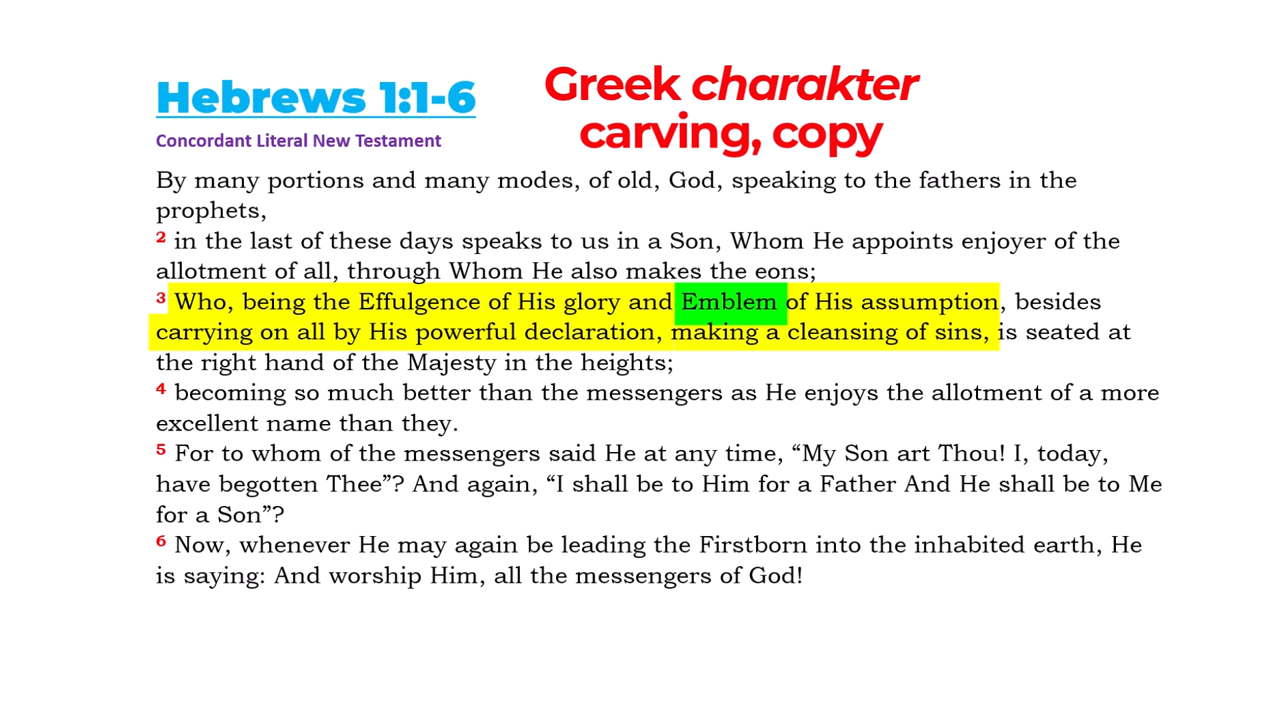 Hebrews 1:1-6
Greek charakter
carving, copy
Concordant Literal New Testament
By many portions and many modes, of old, God, speaking to the fathers in the
prophets,
2 in the last of these days speaks to us in a Son, Whom He appoints enjoyer of the
allotment of all, through Whom He also makes the eons;
3 Who, being the Effulgence of His glory and Emblem of His assumption, besides
carrying on all by His powerful declaration, making a cleansing of sins, is seated at
the right hand of the Majesty in the heights;
4 becoming so much better than the messengers as He enjoys the allotment of a more
excellent name than they.
5 For to whom of the messengers said He at any time, “My Son art Thou! I, today,
have begotten Thee”? And again, “I shall be to Him for a Father And He shall be to Me
for a Son”?
6 Now, whenever He may again be leading the Firstborn into the inhabited earth, He
is saying: And worship Him, all the messengers of God!